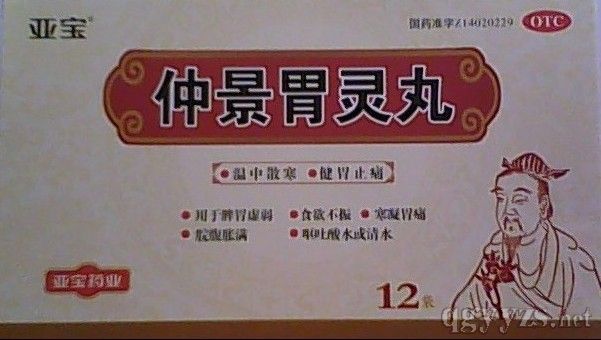 亚宝®
国药准字Z14020229
OTC
仲景胃灵丸
●温中散寒 ●健胃止痛
●用于脾胃虚弱 ●食欲不振 ●寒凝胃痛
●脘腹胀满 ●呕吐酸水或清水
亚宝药业
12袋
qgyyzs.net